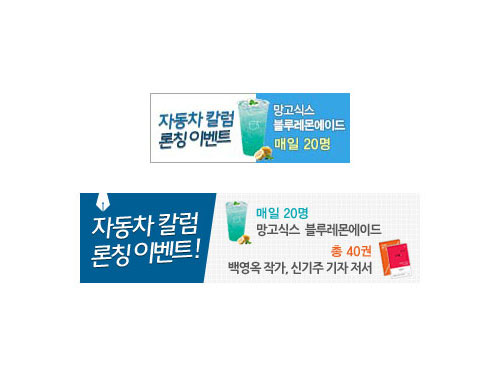 자동차 칼럼
론칭 이벤트
망고식스
블루레몬에이드
매일 20명
자동차 칼럼
론칭 이벤트!
매일 20명
망고식스 블루레몬에이드
총 40권
백영옥 작가, 신기주 기자 저서